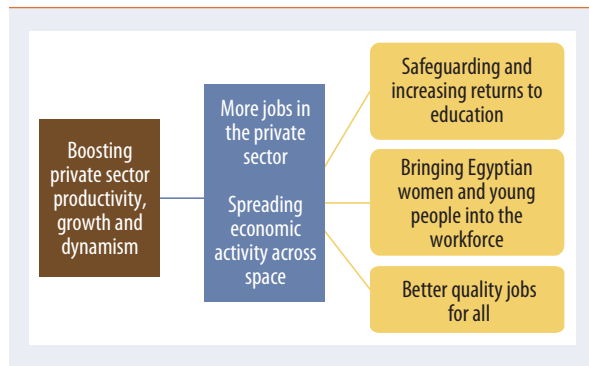 Boosting
private sector
productivity,
growth and
dynamism
More jobs in
the private
sector
Spreading
economic
activity across
space
Safeguarding and
increasing returns to
education
Bringing Egyptian
women and young
people into the
workforce
Better quality jobs
for all